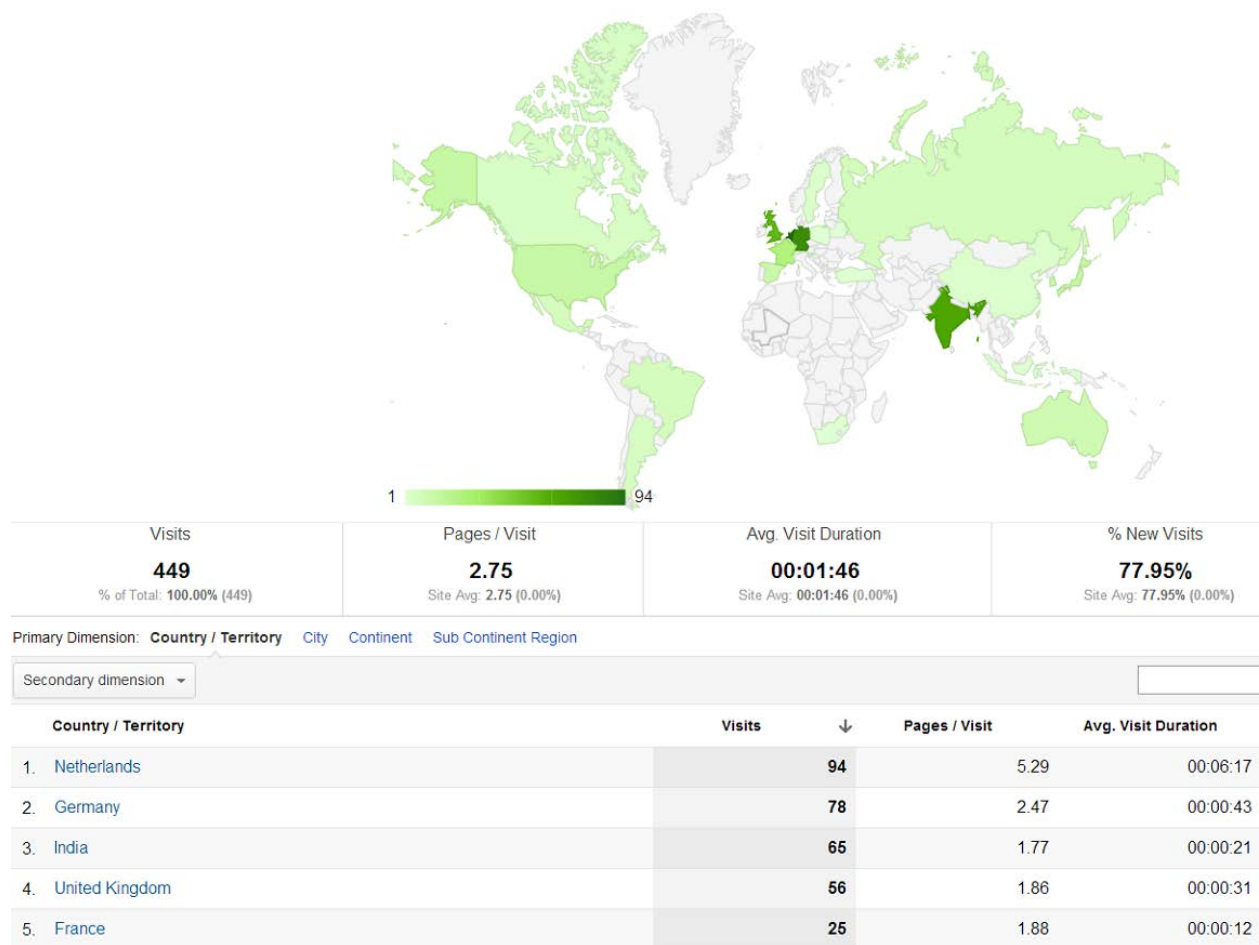 1 94
Visits Pages / Visit Avg. Visit Duration % New Visits
449 2.75 00:01:46 77.95%
% of Total: 100.00% (449) Site Avg: 2.75 (0.00%) Site Avg: 00:01:46 (0.00%) Site Avg: 77.95% (0.00%)
Primary Dimension: Country / Territory City Continent Sub Continent Region
Secondary dimension
Country / Territory Visits Pages / Visit Avg. Visit Duration
1. Netherlands 94 5.29 00:06:17
2. Germany 78 2.47 00:00:43
3. India 65 1.77 00:00:21
4. United Kingdom 56 1.86 00:00:31
5. France 25 1.88 00:00:12